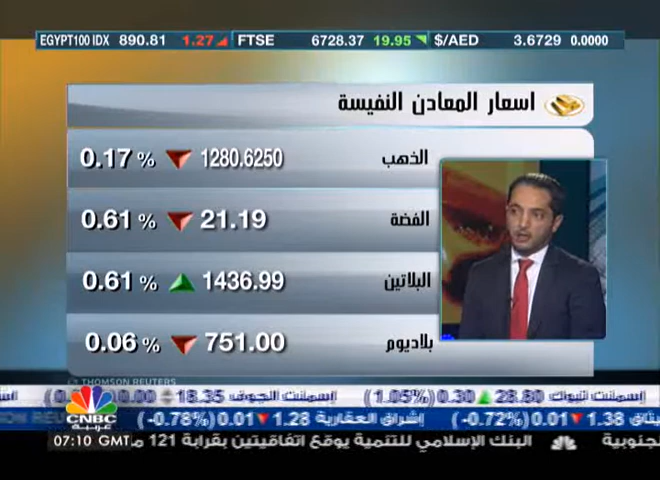 EGYPT100 IDX 890.81 1.27 FTSE 6728.37 19.95 $/AED 3.6729 0.0000
اسعار المعادن النفيسة
الذهب 1280.6250 0.17 %
الفضة 21.19 0.61 %
البلاتين 1436.99 0.61 %
بلاديوم 751.00 0.06 %
THOMSON REUTERS
إسمنت تبوك 28.80 0.30 (1.05%) إسمنت الجوف 18.35 0.00
1.38 0.01 (-0.72%) إشراق العقارية 1.28 0.01 (-0.78%)
CNBC
عربية
07:10 GMT
البنك الإسلامي للتنمية يوقع اتفاقيتين بقرابة 121